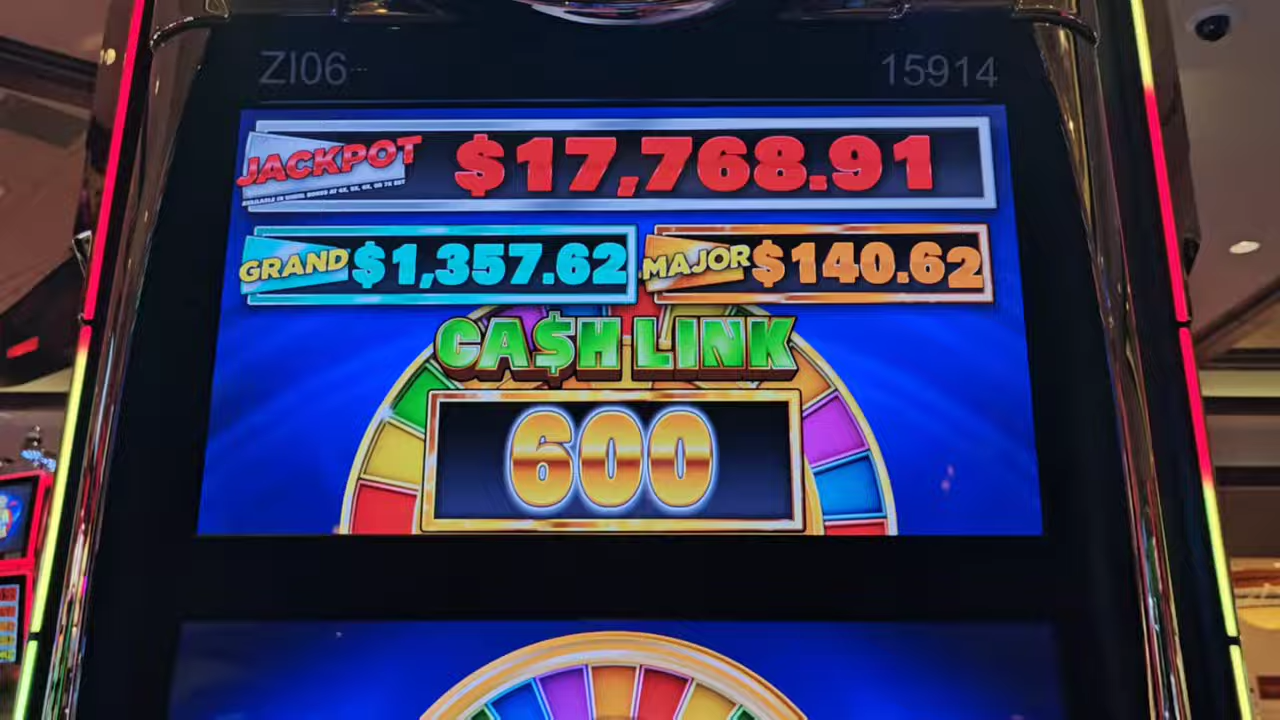 ZI06
15914
JACKPOT $17,768.91
GRAND $1,357.62
MAJOR $140.62
CA$H LINK
600